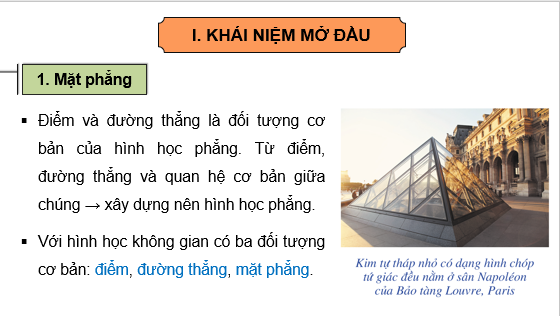 I. KHÁI NIỆM MỞ ĐẦU
1. Mặt phẳng
▪ Điểm và đường thẳng là đối tượng cơ
bản của hình học phẳng. Từ điểm,
đường thẳng và quan hệ cơ bản giữa
chúng → xây dựng nên hình học phẳng.
▪ Với hình học không gian có ba đối tượng
cơ bản: điểm, đường thẳng, mặt phẳng.
Kim tự tháp nhỏ có dạng hình chóp
tứ giác đều nằm ở sân Napoléon
của Bảo tàng Louvre, Paris